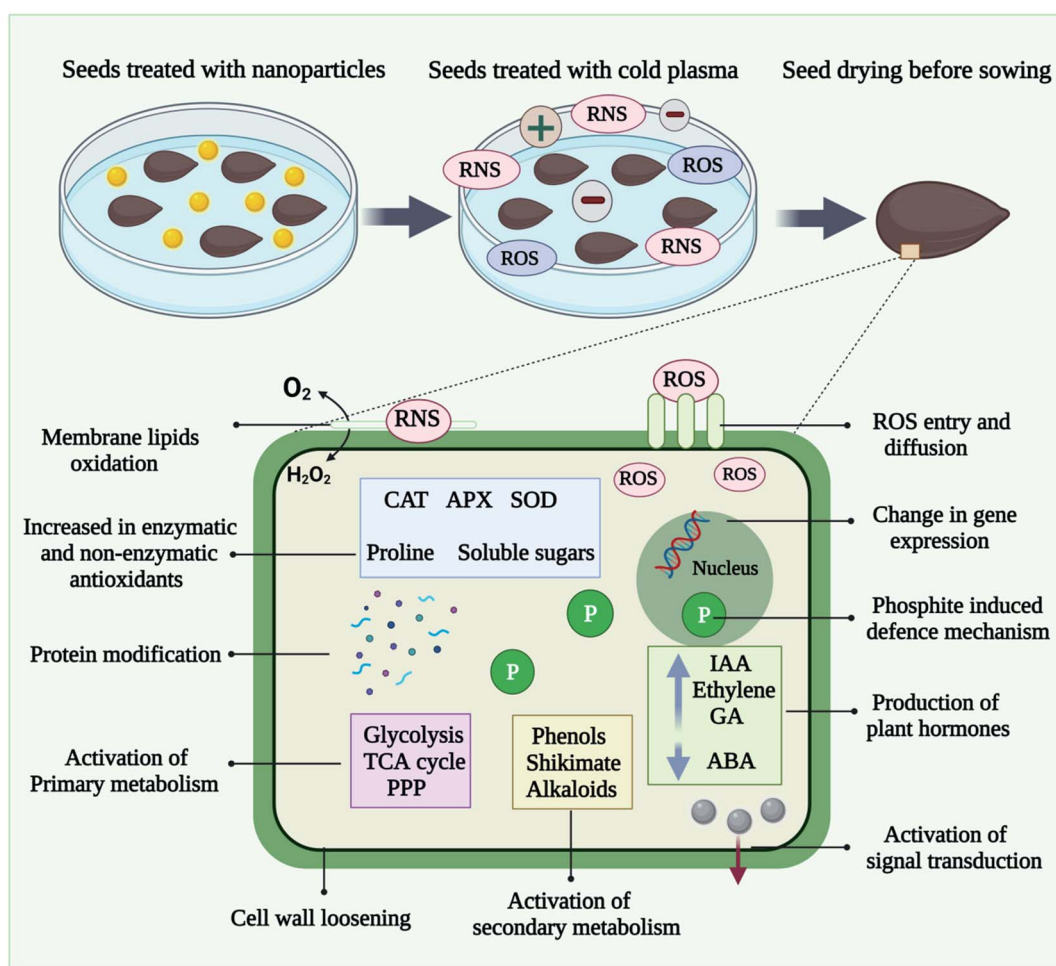 Seeds treated with nanoparticles
Seeds treated with cold plasma
Seed drying before sowing
RNS
RNS
ROS
ROS
RNS
O₂
RNS
H₂O₂
ROS
ROS
ROS
Membrane lipids
oxidation
ROS entry and
diffusion
CAT APX SOD
Proline Soluble sugars
Increased in enzymatic
and non-enzymatic
antioxidants
Nucleus
Change in gene
expression
P
P
P
Phosphite induced
defence mechanism
Protein modification
IAA
Ethylene
GA
ABA
Production of
plant hormones
Glycolysis
TCA cycle
PPP
Activation of
Primary metabolism
Phenols
Shikimate
Alkaloids
Activation of
signal transduction
Cell wall loosening
Activation of
secondary metabolism